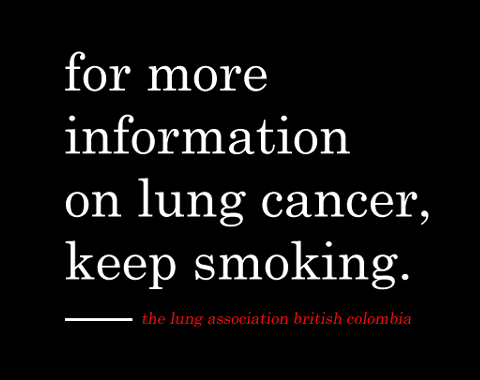 for more
information
on lung cancer,
keep smoking.
the lung association british colombia